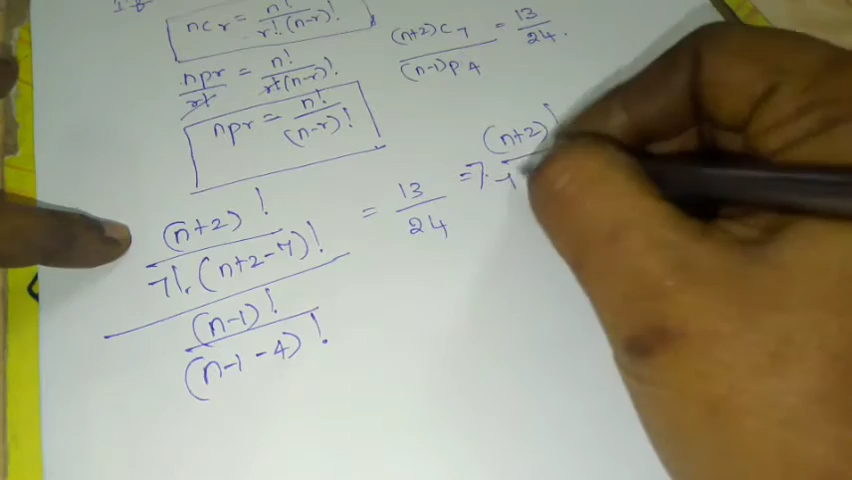 18
nCr = n! / r!(n-r)!
npr / r! = n! / r!(n-r)!
npr = n! / (n-r)!
(n+2)C7 / (n-1)P4 = 13 / 24.
(n+2)! / 7!.(n+2-7)! / (n-1)! / (n-1-4)! = 13 / 24 = 7. (n+2)!